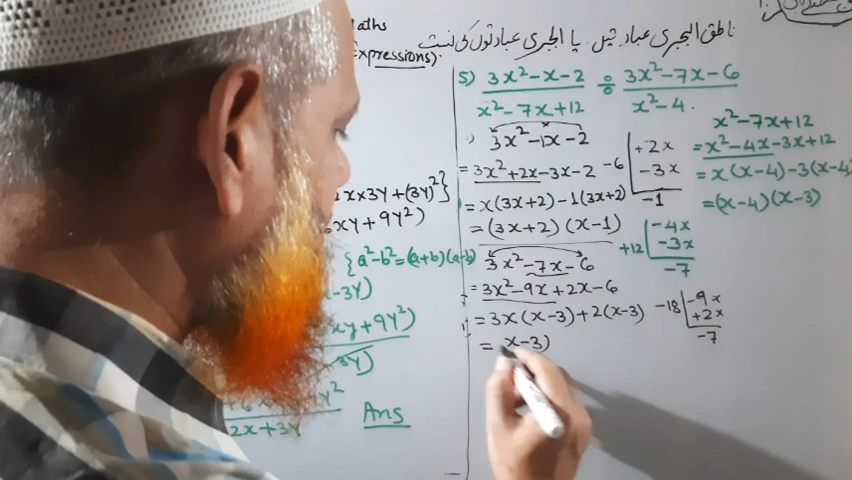 Maths
Expressions).
ناطق الجبری عبارتیں یا الجبری عبارتوں کی نسبت
2x×3y+(3y)²}
xy+9y²)
{a²-b²=(a+b)(a-b)
x-3y)
xy+9y²)
3y)
y²
2x+3y
Ans
5) 3x²-x-2 ÷ 3x²-7x-6
x²-7x+12 x²-4.
3x²-1x-2
= 3x²+2x-3x-2
-6 +2x
-3x
-1
= x(3x+2)-1(3x+2)
= (3x+2) (x-1)
3x²-7x-6
= 3x²-9x+2x-6
= 3x(x-3)+2(x-3)
-18 -9x
+2x
-7
= x-3)
x²-7x+12
= x²-4x-3x+12
= x(x-4)-3(x-4
= (x-4)(x-3)
+12 -4x
-3x
-7